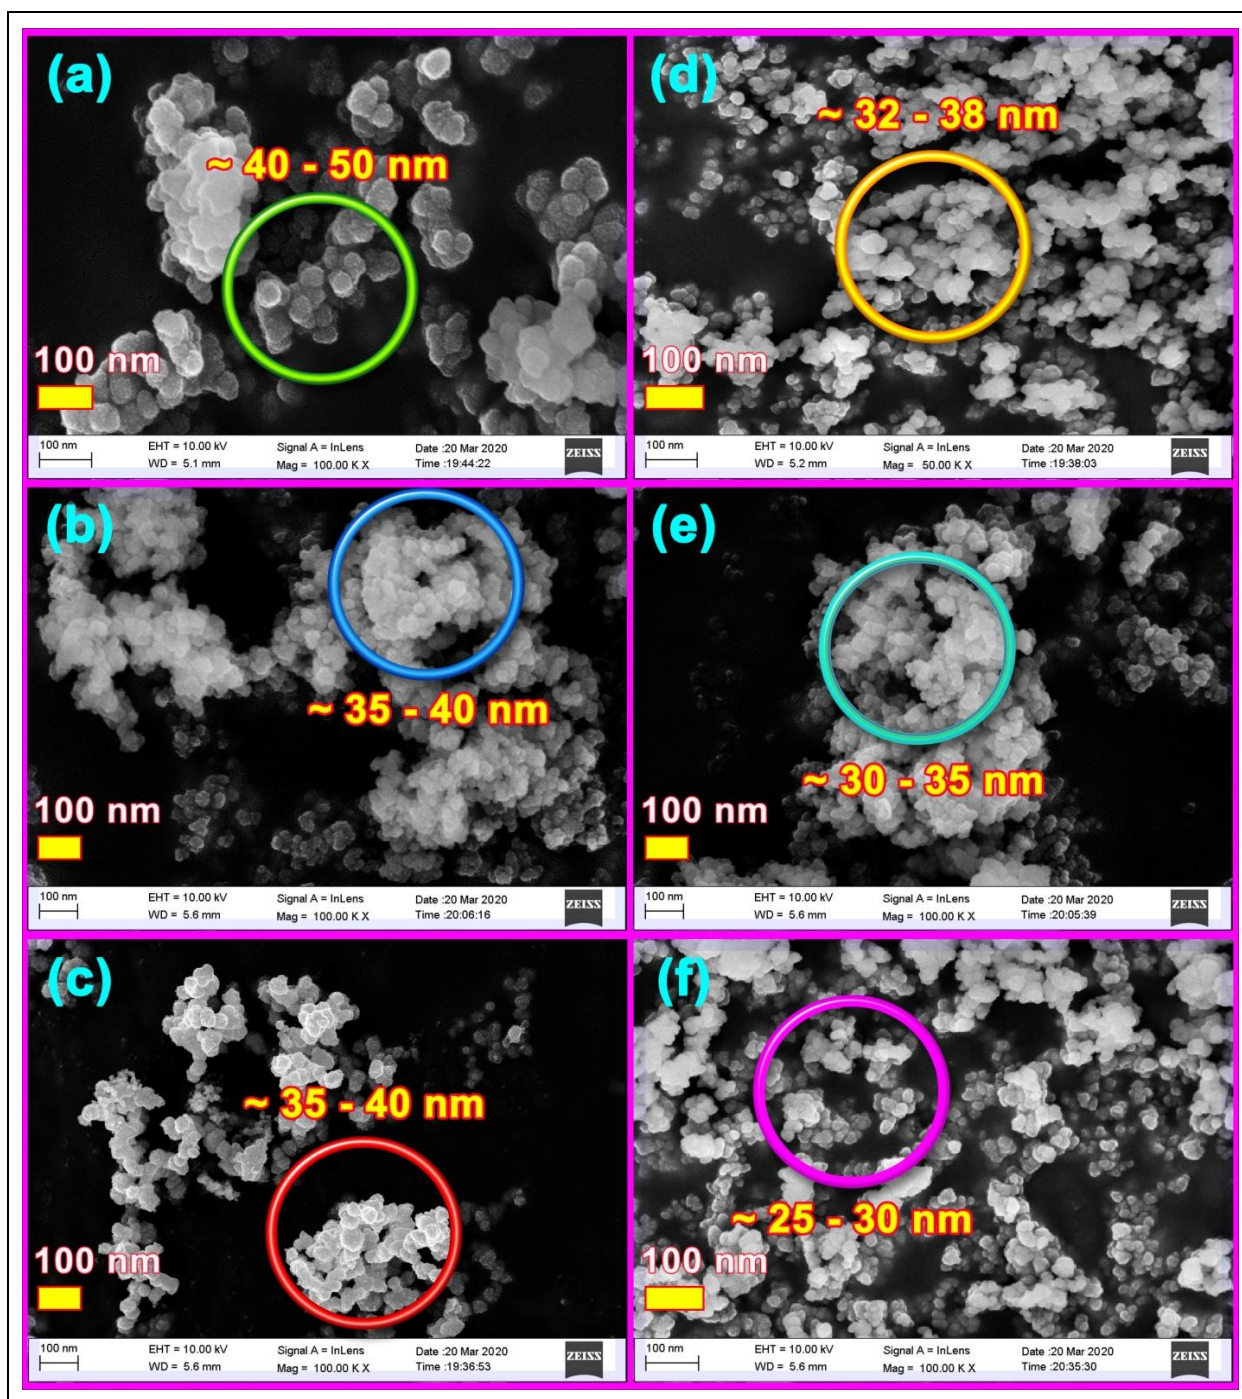 (a)
~ 40 - 50 nm
100 nm
100 nm
EHT = 10.00 kV
WD = 5.1 mm
Signal A = InLens
Mag = 100.00 K X
Date :20 Mar 2020
Time :19:44:22
ZEISS
(b)
~ 35 - 40 nm
100 nm
100 nm
EHT = 10.00 kV
WD = 5.6 mm
Signal A = InLens
Mag = 100.00 K X
Date :20 Mar 2020
Time :20:06:16
ZEISS
(c)
~ 35 - 40 nm
100 nm
100 nm
EHT = 10.00 kV
WD = 5.6 mm
Signal A = InLens
Mag = 100.00 K X
Date :20 Mar 2020
Time :19:36:53
ZEISS
(d)
~ 32 - 38 nm
100 nm
100 nm
EHT = 10.00 kV
WD = 5.2 mm
Signal A = InLens
Mag = 50.00 K X
Date :20 Mar 2020
Time :19:38:03
ZEISS
(e)
~ 30 - 35 nm
100 nm
100 nm
EHT = 10.00 kV
WD = 5.6 mm
Signal A = InLens
Mag = 100.00 K X
Date :20 Mar 2020
Time :20:05:39
ZEISS
(f)
~ 25 - 30 nm
100 nm
100 nm
EHT = 10.00 kV
WD = 5.6 mm
Signal A = InLens
Mag = 100.00 K X
Date :20 Mar 2020
Time :20:35:30
ZEISS